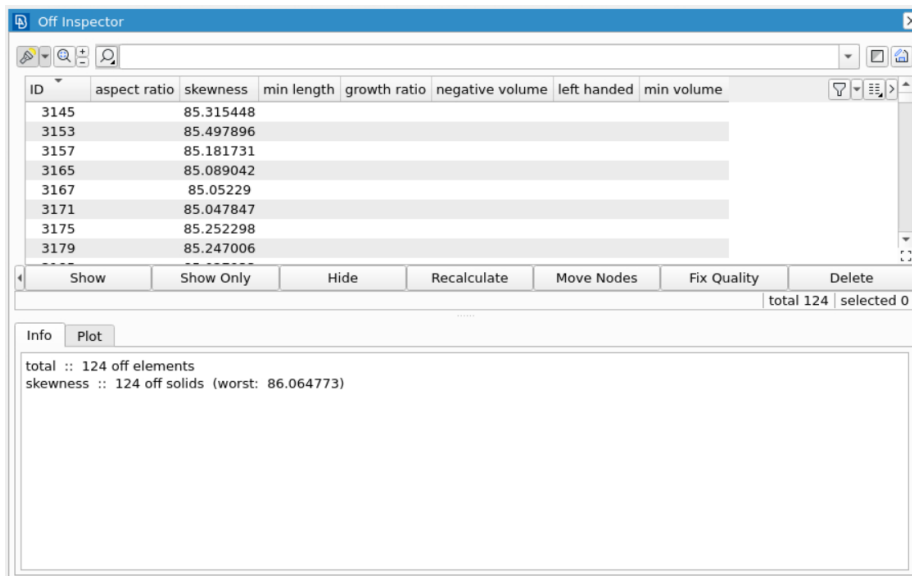 Off Inspector
ID aspect ratio skewness min length growth ratio negative volume left handed min volume
3145 85.315448
3153 85.497896
3157 85.181731
3165 85.089042
3167 85.05229
3171 85.047847
3175 85.252298
3179 85.247006
Show Show Only Hide Recalculate Move Nodes Fix Quality Delete
total 124 selected 0
Info Plot
total :: 124 off elements
skewness :: 124 off solids (worst: 86.064773)